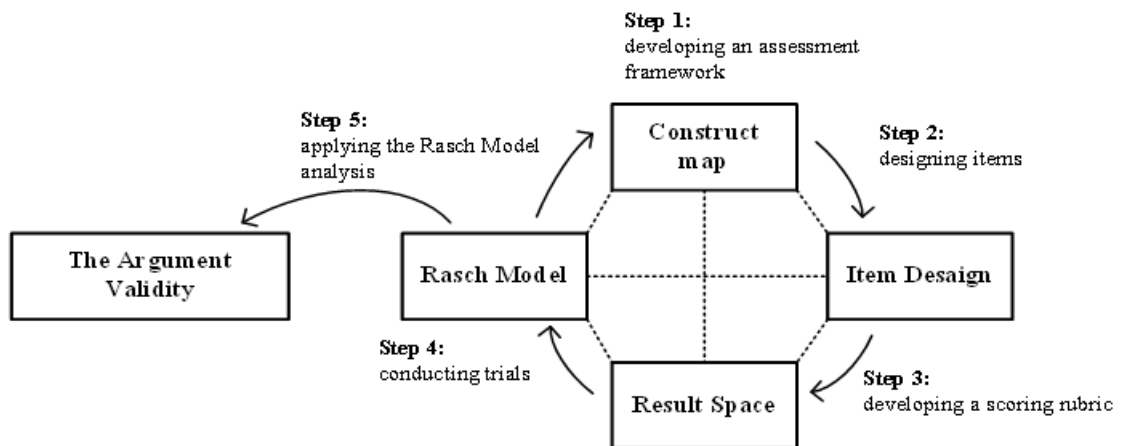 Step 1:
developing an assessment
framework
Construct
map
Step 2:
designing items
Step 5:
applying the Rasch Model
analysis
The Argument
Validity
Rasch Model
Item Desaign
Step 4:
conducting trials
Result Space
Step 3:
developing a scoring rubric